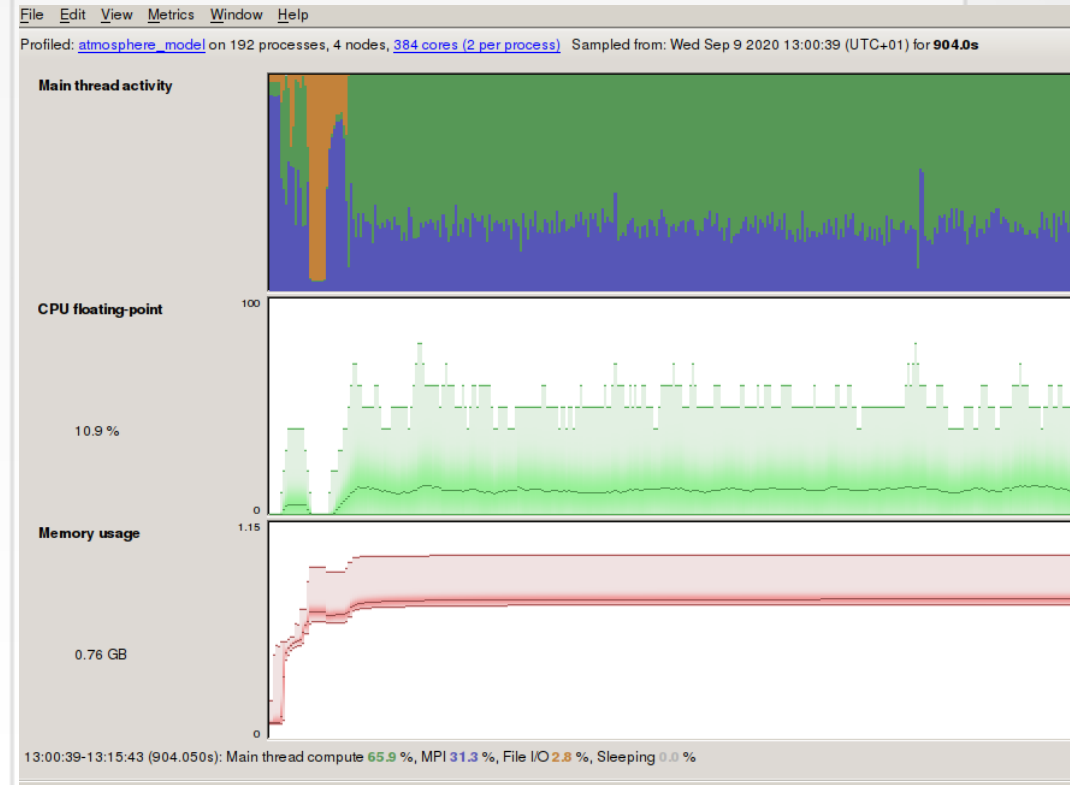 File Edit View Metrics Window Help
Profiled: atmosphere_model on 192 processes, 4 nodes, 384 cores (2 per process) Sampled from: Wed Sep 9 2020 13:00:39 (UTC+01) for 904.0s
Main thread activity
CPU floating-point
100
10.9 %
0
Memory usage
1.15
0.76 GB
0
13:00:39-13:15:43 (904.050s): Main thread compute 65.9 %, MPI 31.3 %, File I/O 2.8 %, Sleeping 0.0 %